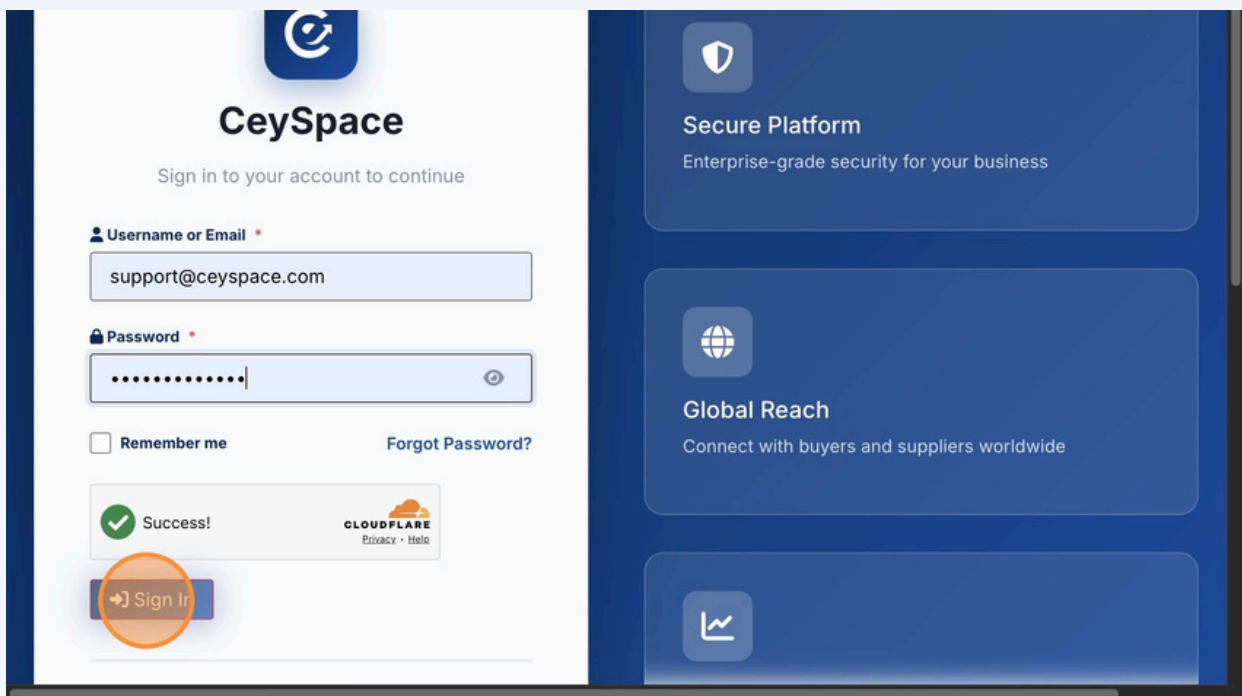 CeySpace
Sign in to your account to continue
Username or Email *
support@ceyspace.com
Password *
•••••••••••••
Remember me
Forgot Password?
Success!
CLOUDFLARE
Privacy • Help
Sign In
Secure Platform
Enterprise-grade security for your business
Global Reach
Connect with buyers and suppliers worldwide